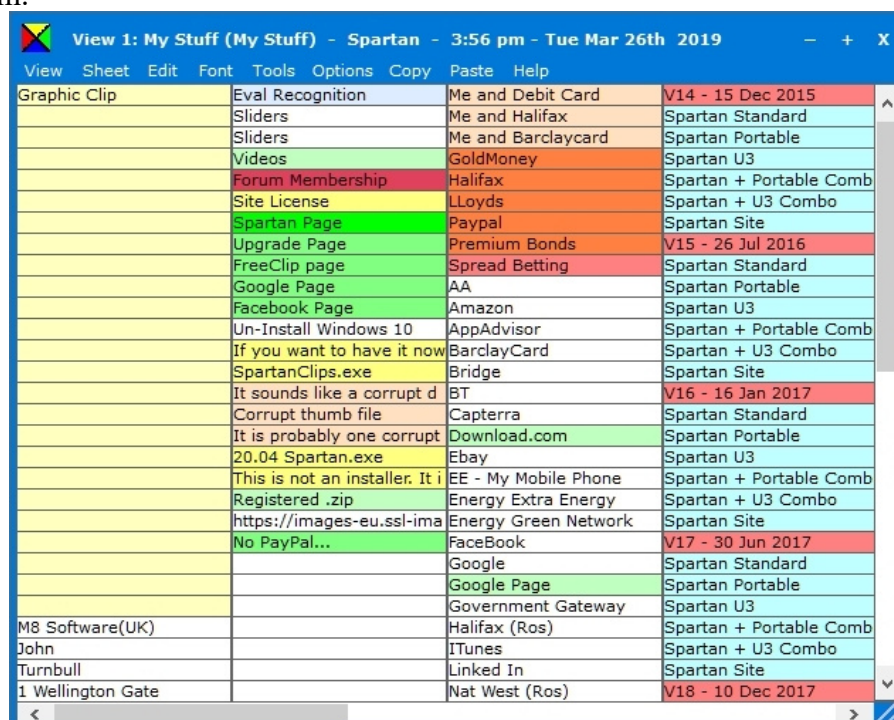 View 1: My Stuff (My Stuff) - Spartan - 3:56 pm - Tue Mar 26th 2019
View Sheet Edit Font Tools Options Copy Paste Help
Graphic Clip Eval Recognition Me and Debit Card V14 - 15 Dec 2015
Sliders Me and Halifax Spartan Standard
Sliders Me and Barclaycard Spartan Portable
Videos GoldMoney Spartan U3
Forum Membership Halifax Spartan + Portable Comb
Site License LLoyds Spartan + U3 Combo
Spartan Page Paypal Spartan Site
Upgrade Page Premium Bonds V15 - 26 Jul 2016
FreeClip page Spread Betting Spartan Standard
Google Page AA Spartan Portable
Facebook Page Amazon Spartan U3
Un-Install Windows 10 AppAdvisor Spartan + Portable Comb
If you want to have it now BarclayCard Spartan + U3 Combo
SpartanClips.exe Bridge Spartan Site
It sounds like a corrupt d BT V16 - 16 Jan 2017
Corrupt thumb file Capterra Spartan Standard
It is probably one corrupt Download.com Spartan Portable
20.04 Spartan.exe Ebay Spartan U3
This is not an installer. It i EE - My Mobile Phone Spartan + Portable Comb
Registered .zip Energy Extra Energy Spartan + U3 Combo
https://images-eu.ssl-ima Energy Green Network Spartan Site
No PayPal... FaceBook V17 - 30 Jun 2017
Google Spartan Standard
Google Page Spartan Portable
Government Gateway Spartan U3
M8 Software(UK) Halifax (Ros) Spartan + Portable Comb
John ITunes Spartan + U3 Combo
Turnbull Linked In Spartan Site
1 Wellington Gate Nat West (Ros) V18 - 10 Dec 2017